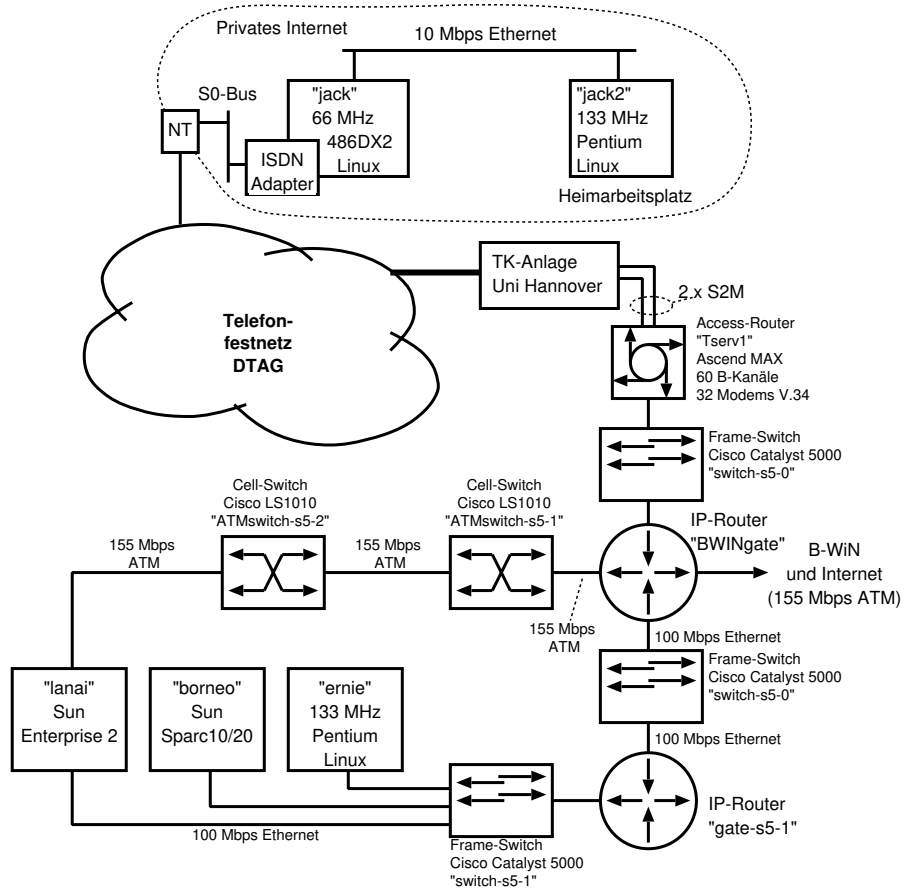 Privates Internet
10 Mbps Ethernet
S0-Bus
NT
"jack"
66 MHz
486DX2
Linux
ISDN
Adapter
"jack2"
133 MHz
Pentium
Linux
Heimarbeitsplatz
TK-Anlage
Uni Hannover
2 x S2M
Telefon-
festnetz
DTAG
Access-Router
"Tserv1"
Ascend MAX
60 B-Kanäle
32 Modems V.34
Frame-Switch
Cisco Catalyst 5000
"switch-s5-0"
Cell-Switch
Cisco LS1010
"ATMswitch-s5-2"
Cell-Switch
Cisco LS1010
"ATMswitch-s5-1"
IP-Router
"BWINgate"
155 Mbps
ATM
155 Mbps
ATM
155 Mbps
ATM
B-WiN
und Internet
(155 Mbps ATM)
100 Mbps Ethernet
Frame-Switch
Cisco Catalyst 5000
"switch-s5-0"
100 Mbps Ethernet
"lanai"
Sun
Enterprise 2
"borneo"
Sun
Sparc10/20
"ernie"
133 MHz
Pentium
Linux
100 Mbps Ethernet
Frame-Switch
Cisco Catalyst 5000
"switch-s5-1"
IP-Router
"gate-s5-1"